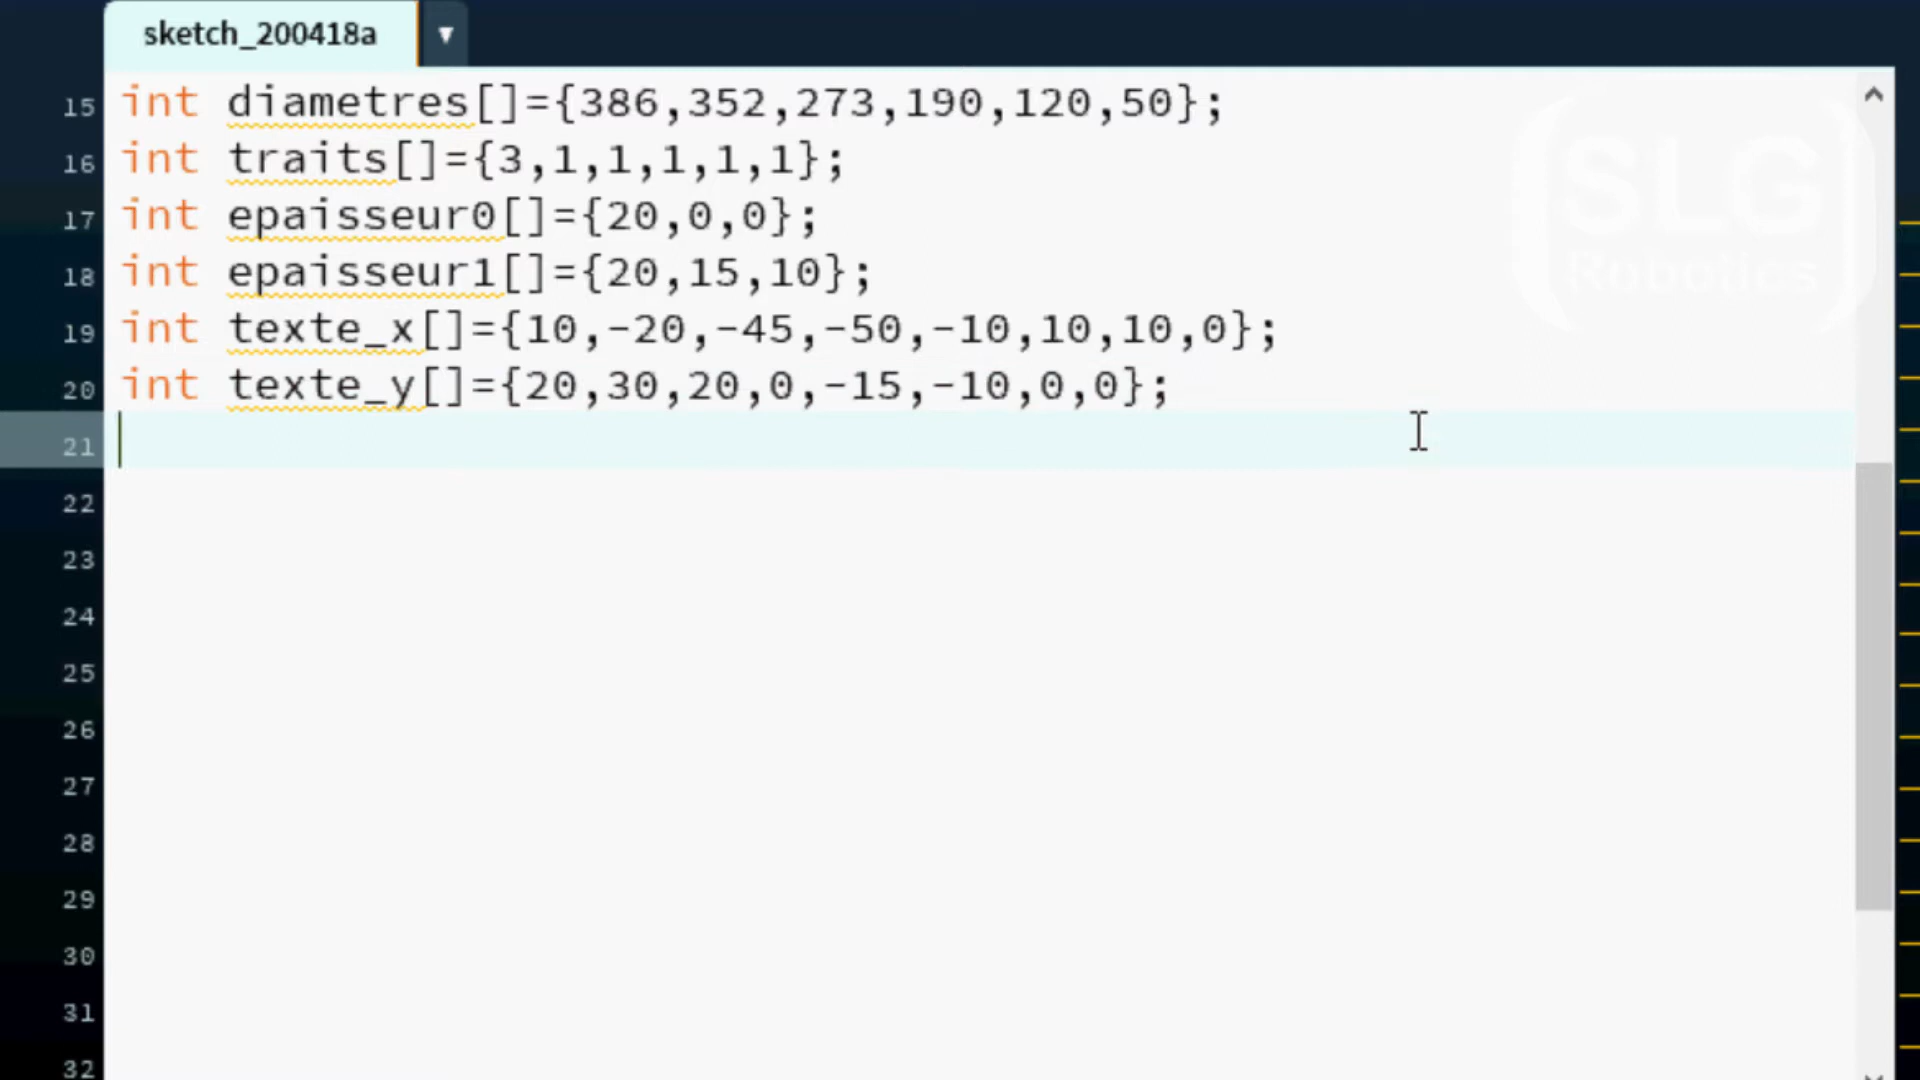 sketch_200418a
15 int diametres[]={386,352,273,190,120,50};
16 int traits[]={3,1,1,1,1,1};
17 int epaisseur0[]={20,0,0};
18 int epaisseur1[]={20,15,10};
19 int texte_x[]={10,-20,-45,-50,-10,10,10,0};
20 int texte_y[]={20,30,20,0,-15,-10,0,0};
21
22
23
24
25
26
27
28
29
30
31
32
SLG
Robotics